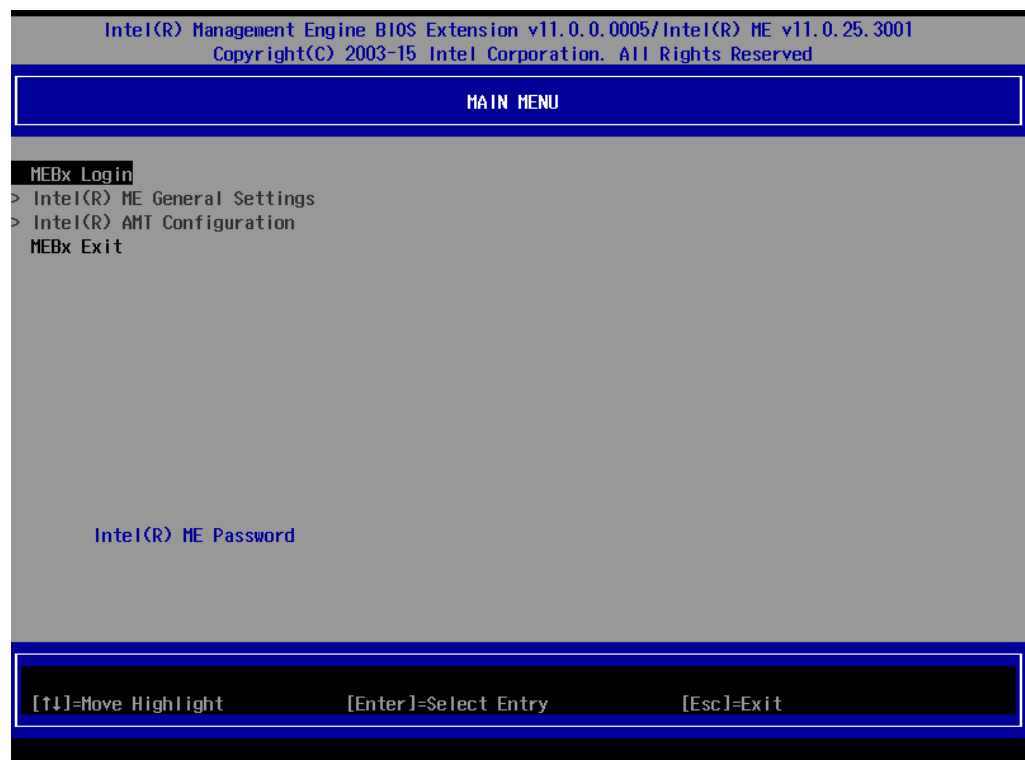 Intel(R) Management Engine BIOS Extension v11.0.0.0005/Intel(R) ME v11.0.25.3001
Copyright(C) 2003-15 Intel Corporation. All Rights Reserved
MAIN MENU
MEBx Login
> Intel(R) ME General Settings
> Intel(R) AMT Configuration
MEBx Exit
Intel(R) ME Password
[↑↓]=Move Highlight [Enter]=Select Entry [Esc]=Exit